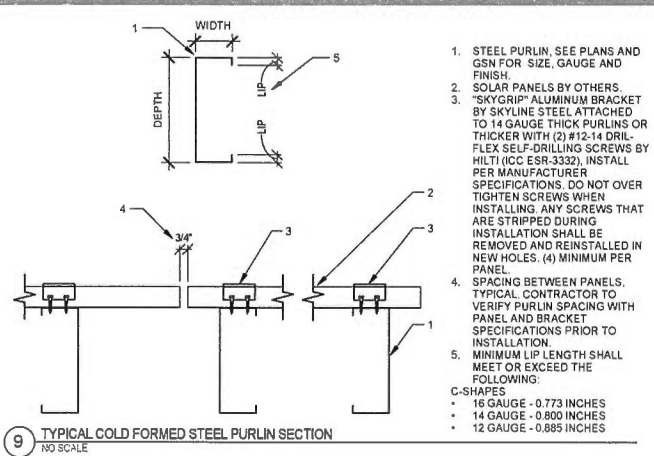 WIDTH
1
5
DEPTH
LIP
LIP
2
4
3/4"
3
3
1
1. STEEL PURLIN, SEE PLANS AND
GSN FOR SIZE, GAUGE AND
FINISH.
2. SOLAR PANELS BY OTHERS.
3. "SKYGRIP" ALUMINUM BRACKET
BY SKYLINE STEEL ATTACHED
TO 14 GAUGE THICK PURLINS OR
THICKER WITH (2) #12-14 DRIL-
FLEX SELF-DRILLING SCREWS BY
HILTI (ICC ESR-3332), INSTALL
PER MANUFACTURER
SPECIFICATIONS. DO NOT OVER
TIGHTEN SCREWS WHEN
INSTALLING. ANY SCREWS THAT
ARE STRIPPED DURING
INSTALLATION SHALL BE
REMOVED AND REINSTALLED IN
NEW HOLES. (4) MINIMUM PER
PANEL.
4. SPACING BETWEEN PANELS,
TYPICAL, CONTRACTOR TO
VERIFY PURLIN SPACING WITH
PANEL AND BRACKET
SPECIFICATIONS PRIOR TO
INSTALLATION.
5. MINIMUM LIP LENGTH SHALL
MEET OR EXCEED THE
FOLLOWING:
C-SHAPES
• 16 GAUGE - 0.773 INCHES
• 14 GAUGE - 0.800 INCHES
• 12 GAUGE - 0.885 INCHES
9 TYPICAL COLD FORMED STEEL PURLIN SECTION
NO SCALE